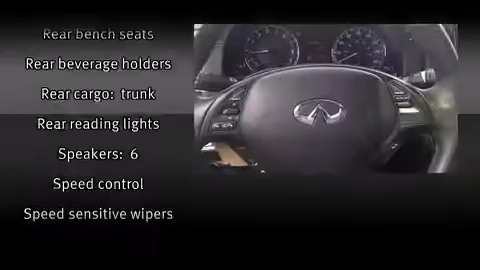 Rear bench seats
Rear beverage holders
Rear cargo: trunk
Rear reading lights
Speakers: 6
Speed control
Speed sensitive wipers